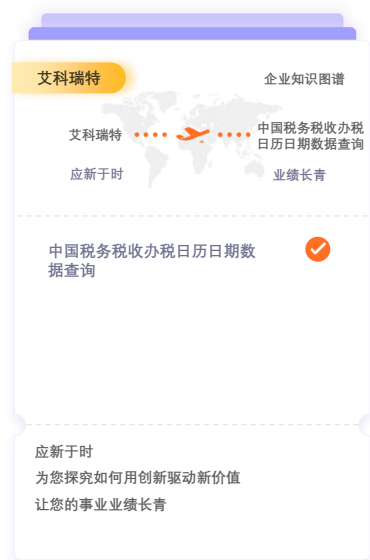 艾科瑞特
企业知识图谱
艾科瑞特
中国税务税收办税
日历日期数据查询
应新于时
业绩长青
中国税务税收办税日历日期数
据查询
应新于时
为您探究如何用创新驱动新价值
让您的事业业绩长青